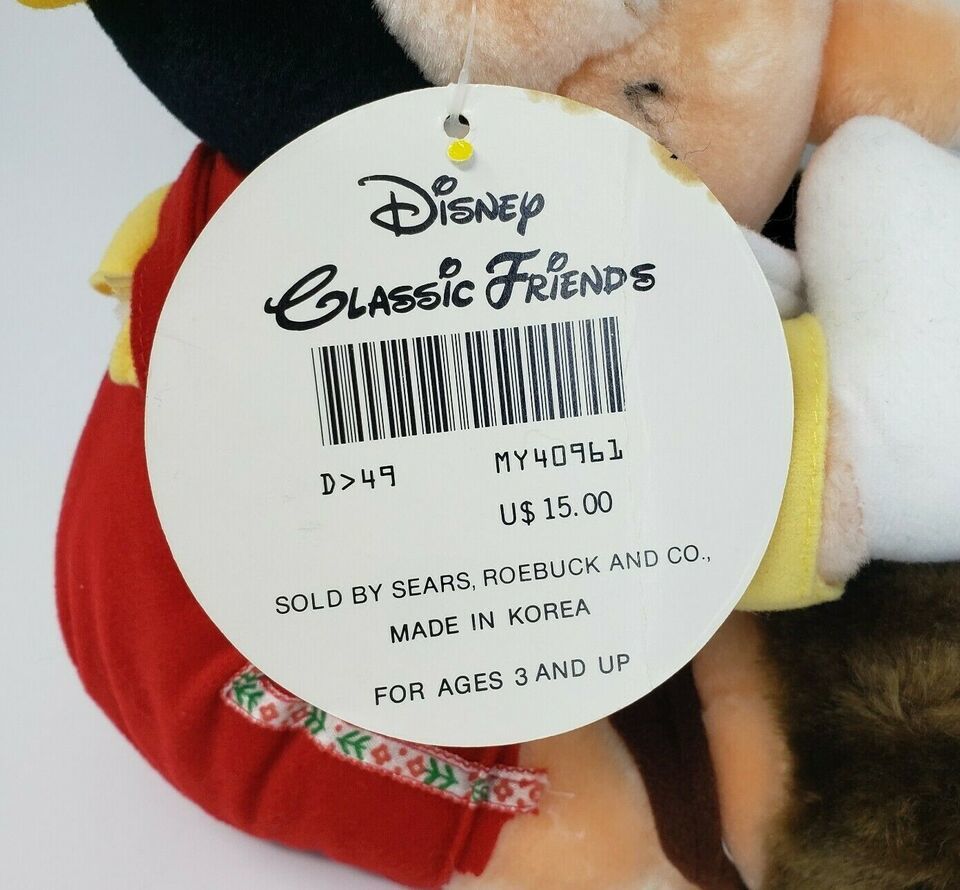 Disney
Classic Friends
D>49 MY40961
U$ 15.00
SOLD BY SEARS, ROEBUCK AND CO.,
MADE IN KOREA
FOR AGES 3 AND UP